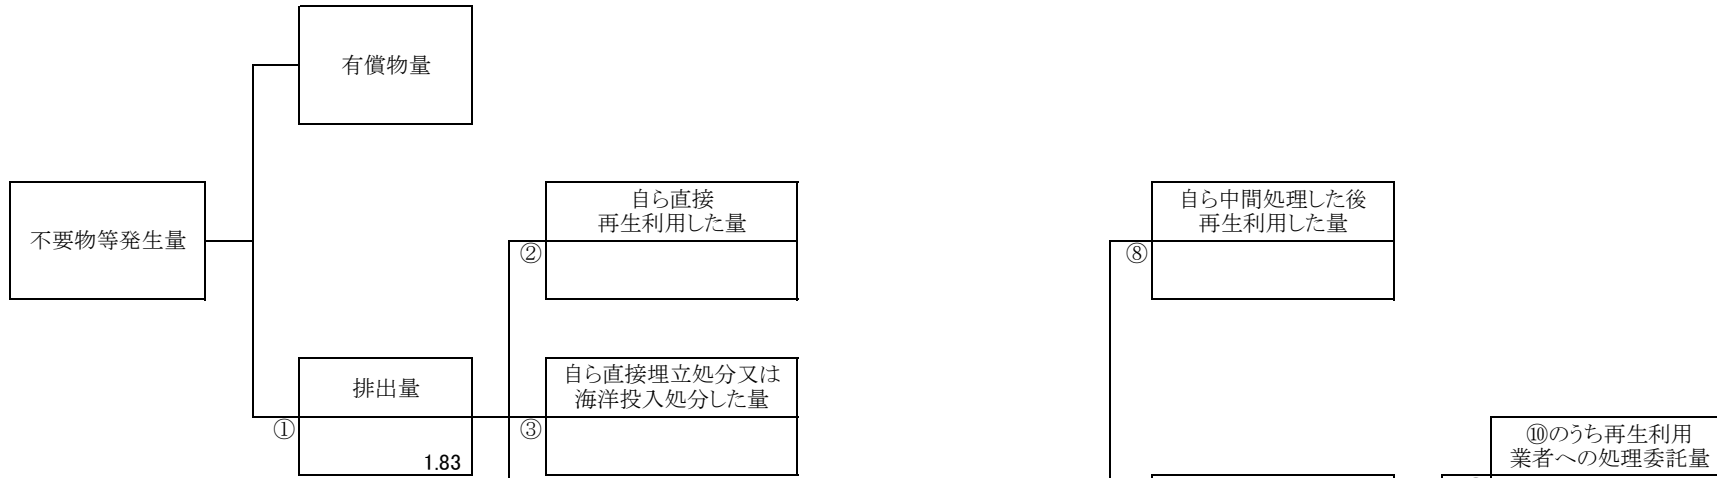 有償物量
不要物等発生量
自ら直接
再生利用した量
②
自ら中間処理した後
再生利用した量
⑧
排出量
①
1.83
自ら直接埋立処分又は
海洋投入処分した量
③
⑩のうち再生利用
業者への処理委託量